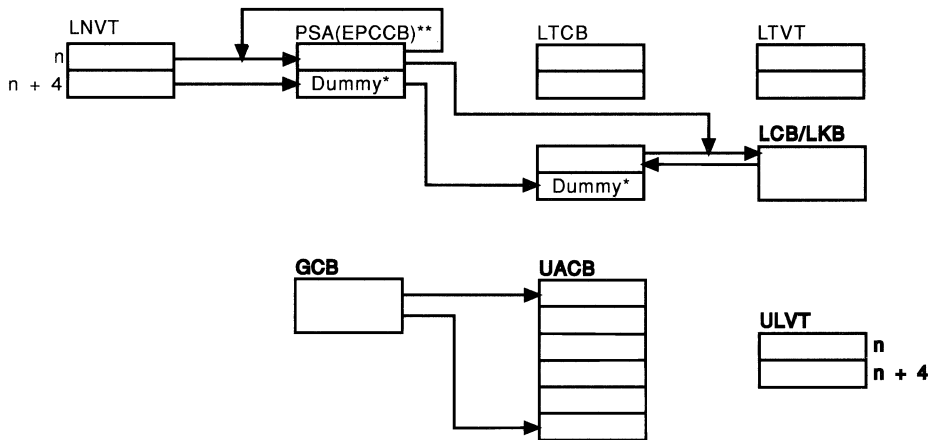 LNVT
PSA(EPCCB)**
LTCB
LTVT
n
n + 4
Dummy*
LCB/LKB
Dummy*
GCB
UACB
ULVT
n
n + 4